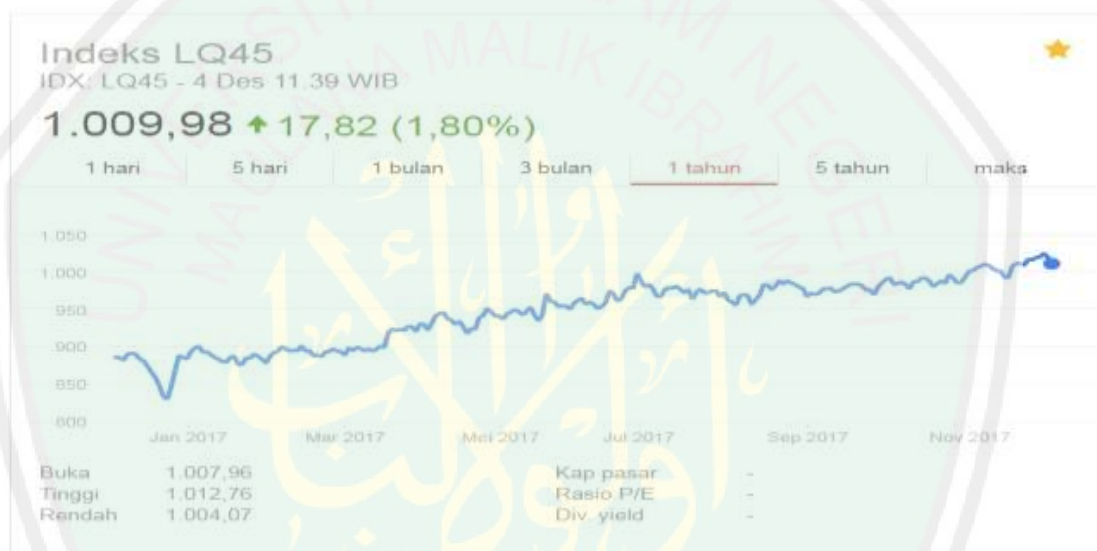 Indeks LQ45
IDX: LQ45 - 4 Des 11.39 WIB
1.009,98 17,82 (1,80%)
1 hari 5 hari 1 bulan 3 bulan 1 tahun 5 tahun maks
1.050
1.000
950
900
850
800
Jan 2017 Mar 2017 Mei 2017 Jul 2017 Sep 2017 Nov 2017
Buka 1.007,96 Kap pasar -
Tinggi 1.012,76 Rasio P/E -
Rendah 1.004,07 Div. yield -
MAULANA MALIK IBRAHIM